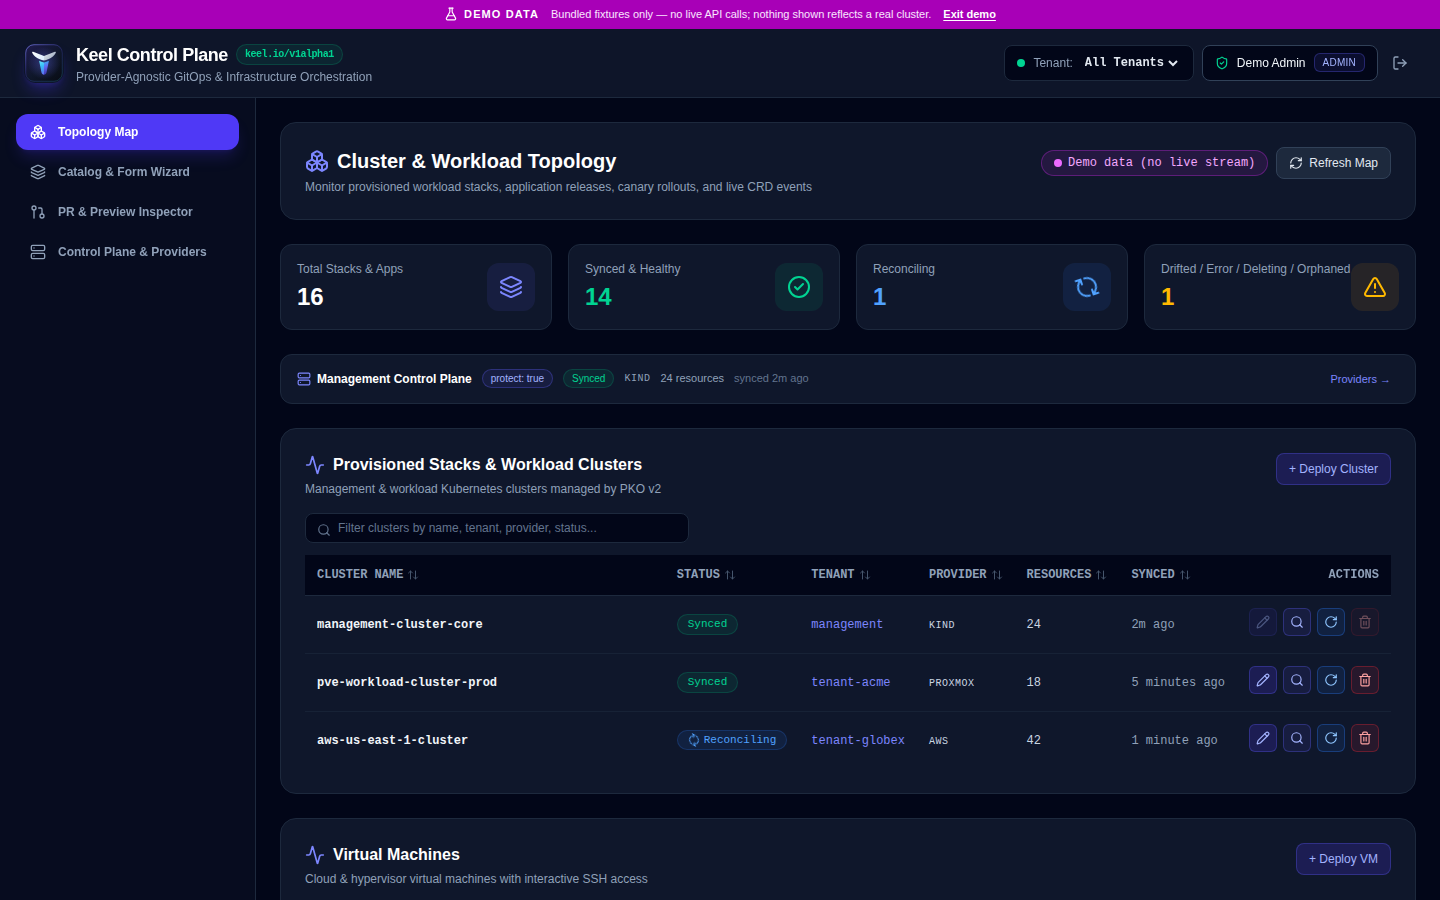 DEMO DATA Bundled fixtures only — no live API calls; nothing shown reflects a real cluster. Exit demo
Keel Control Plane keel.io/v1alpha1
Provider-Agnostic GitOps & Infrastructure Orchestration
Tenant: All Tenants
Demo Admin ADMIN
Topology Map
Catalog & Form Wizard
PR & Preview Inspector
Control Plane & Providers
Cluster & Workload Topology
Monitor provisioned workload stacks, application releases, canary rollouts, and live CRD events
Demo data (no live stream)
Refresh Map
Total Stacks & Apps
16
Synced & Healthy
14
Reconciling
1
Drifted / Error / Deleting / Orphaned
1
Management Control Plane protect: true Synced KIND 24 resources synced 2m ago Providers →
Provisioned Stacks & Workload Clusters
Management & workload Kubernetes clusters managed by PKO v2
+ Deploy Cluster
Filter clusters by name, tenant, provider, status...
CLUSTER NAME STATUS TENANT PROVIDER RESOURCES SYNCED ACTIONS
management-cluster-core Synced management KIND 24 2m ago
pve-workload-cluster-prod Synced tenant-acme PROXMOX 18 5 minutes ago
aws-us-east-1-cluster Reconciling tenant-globex AWS 42 1 minute ago
Virtual Machines
Cloud & hypervisor virtual machines with interactive SSH access
+ Deploy VM